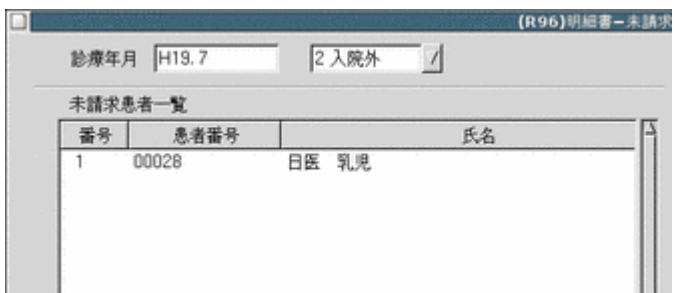 (R96)明細書-未請求
診療年月 H19.7 2 入院外
未請求患者一覧
番号 患者番号 氏名
1 00028 日医 乳児